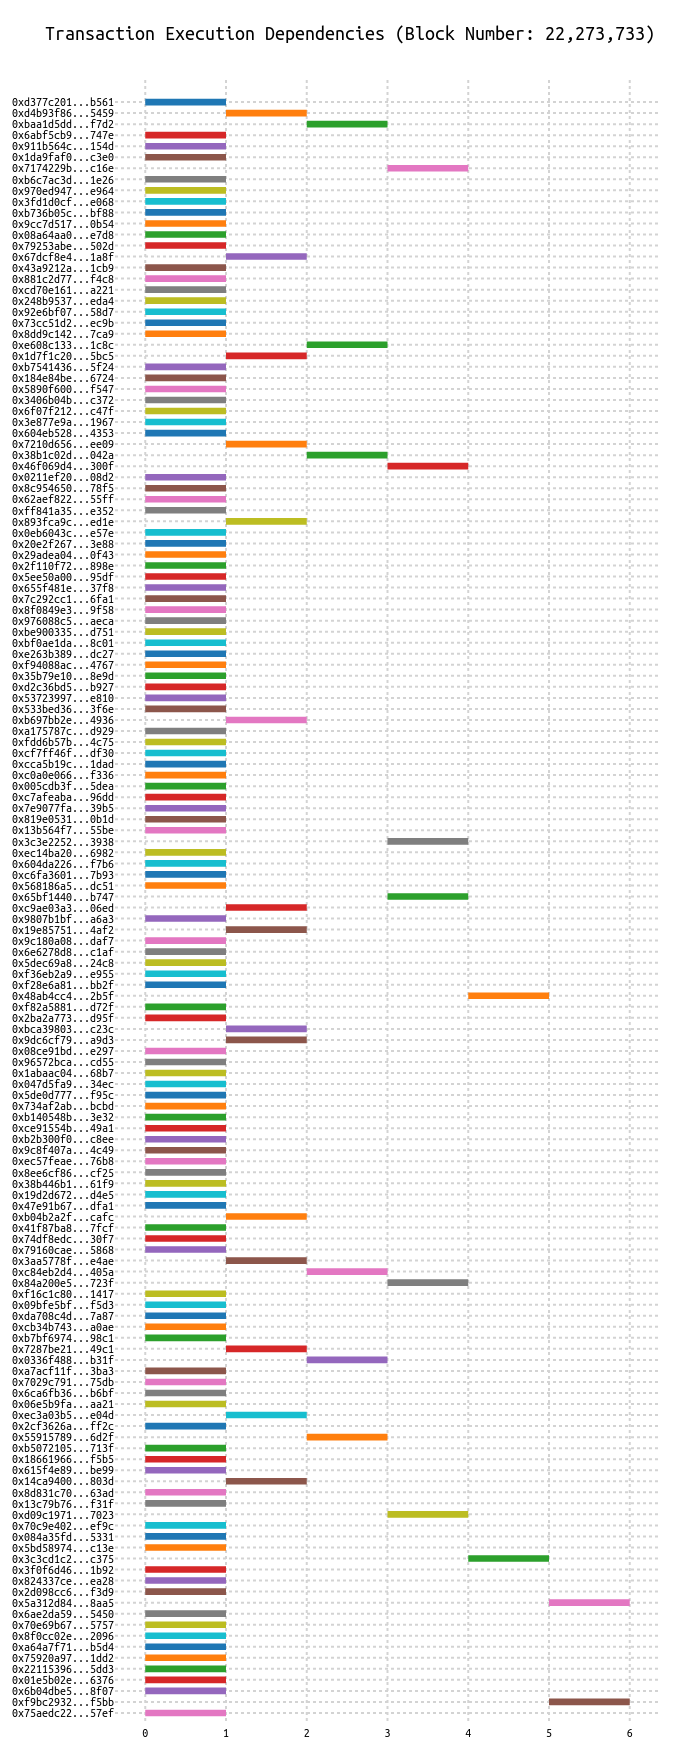 Transaction Execution Dependencies (Block Number: 22,273,733)
0xd377c201...b561
0xd4b93f86...5459
0xbaa1d5dd...f7d2
0x6abf5cb9...747e
0x911b564c...154d
0x1da9faf0...c3e0
0x7174229b...c16e
0xb6c7ac3d...1e26
0x970ed947...e964
0x3fd1d0cf...e068
0xb736b05c...bf88
0x9cc7d517...0b54
0x08a64aa0...e7d8
0x79253abe...502d
0x67dcf8e4...1a8f
0x43a9212a...1cb9
0x881c2d77...f4c8
0xcd70e161...a221
0x248b9537...eda4
0x92e6bf07...58d7
0x73cc51d2...ec9b
0x8dd9c142...7ca9
0xe608c133...1c8c
0x1d7f1c20...5bc5
0xb7541436...5f24
0x184e84be...6724
0x5890f600...f547
0x3406b04b...c372
0x6f07f212...c47f
0x3e877e9a...1967
0x604eb528...4353
0x7210d656...ee09
0x38b1c02d...042a
0x46f069d4...300f
0x0211ef20...08d2
0x8c954650...78f5
0x62aef822...55ff
0xff841a35...e352
0x893fca9c...ed1e
0x0eb6043c...e57e
0x20e2f267...3e88
0x29adea04...0f43
0x2f110f72...898e
0x5ee50a00...95df
0x655f481e...37f8
0x7c292cc1...6fa1
0x8f0849e3...9f58
0x976088c5...aeca
0xbe900335...d751
0xbf0ae1da...8c01
0xe263b389...dc27
0xf94088ac...4767
0x35b79e10...8e9d
0xd2c36bd5...b927
0x53723997...e810
0x533bed36...3f6e
0xb697bb2e...4936
0xa175787c...d929
0xfdd6b57b...4c75
0xcf7ff46f...df30
0xcca5b19c...1dad
0xc0a0e066...f336
0x005cdb3f...5dea
0xc7afeaba...96dd
0x7e9077fa...39b5
0x819e0531...0b1d
0x13b564f7...55be
0x3c3e2252...3938
0xec14ba20...6982
0x604da226...f7b6
0xc6fa3601...7b93
0x568186a5...dc51
0x65bf1440...b747
0xc9ae03a3...06ed
0x9807b1bf...a6a3
0x19e85751...4af2
0x9c180a08...daf7
0x6e6278d8...c1af
0x5dec69a8...24c8
0xf36eb2a9...e955
0xf28e6a81...bb2f
0x48ab4cc4...2b5f
0xf82a5881...d72f
0x2ba2a773...d95f
0xbca39803...c23c
0x9dc6cf79...a9d3
0x08ce91bd...e297
0x96572bca...cd55
0x1abaac04...68b7
0x047d5fa9...34ec
0x5de0d777...f95c
0x734af2ab...bcbd
0xb140548b...3e32
0xce91554b...49a1
0xb2b300f0...c8ee
0x9c8f407a...4c49
0xec57feae...76b8
0x8ee6cf86...cf25
0x38b446b1...61f9
0x19d2d672...d4e5
0x47e91b67...dfa1
0xb04b2a2f...cafc
0x41f87ba8...7fcf
0x74df8edc...30f7
0x79160cae...5868
0x3aa5778f...e4ae
0xc84eb2d4...405a
0x84a200e5...723f
0xf16c1c80...1417
0x09bfe5bf...f5d3
0xda708c4d...7a87
0xcb34b743...a0ae
0xb7bf6974...98c1
0x7287be21...49c1
0x0336f488...b31f
0xa7acf11f...3ba3
0x7029c791...75db
0x6ca6fb36...b6bf
0x06e5b9fa...aa21
0xec3a03b5...e04d
0x2cf3626a...ff2c
0x55915789...6d2f
0xb5072105...713f
0x18661966...f5b5
0x615f4e89...be99
0x14ca9400...803d
0x8d831c70...63ad
0x13c79b76...f31f
0xd09c1971...7023
0x70c9e402...ef9c
0x084a35fd...5331
0x5bd58974...c13e
0x3c3cd1c2...c375
0x3f0f6d46...1b92
0x824337ce...ea28
0x2d098cc6...f3d9
0x5a312d84...8aa5
0x6ae2da59...5450
0x70e69b67...5757
0x8f0cc02e...2096
0xa64a7f71...b5d4
0x75920a97...1dd2
0x22115396...5dd3
0x01e5b02e...6376
0x6b04dbe5...8f07
0xf9bc2932...f5bb
0x75aedc22...57ef
0 1 2 3 4 5 6